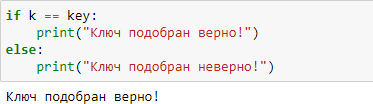 if k == key:
    print("Ключ подобран верно!")
else:
    print("Ключ подобран неверно!")
Ключ подобран верно!